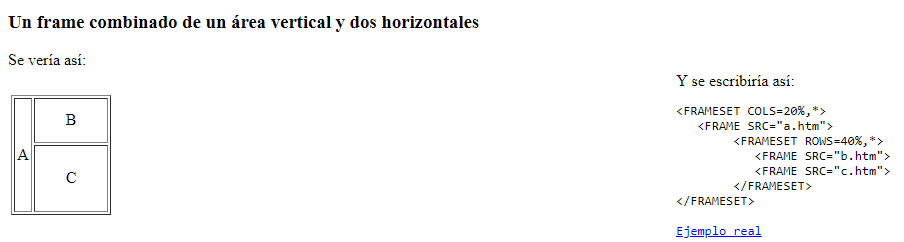 Un frame combinado de un área vertical y dos horizontales
Se vería así:
A
B
C
Y se escribiría así:
<FRAMESET COLS=20%,*>
<FRAME SRC="a.htm">
<FRAMESET ROWS=40%,*>
<FRAME SRC="b.htm">
<FRAME SRC="c.htm">
</FRAMESET>
</FRAMESET>
Ejemplo real